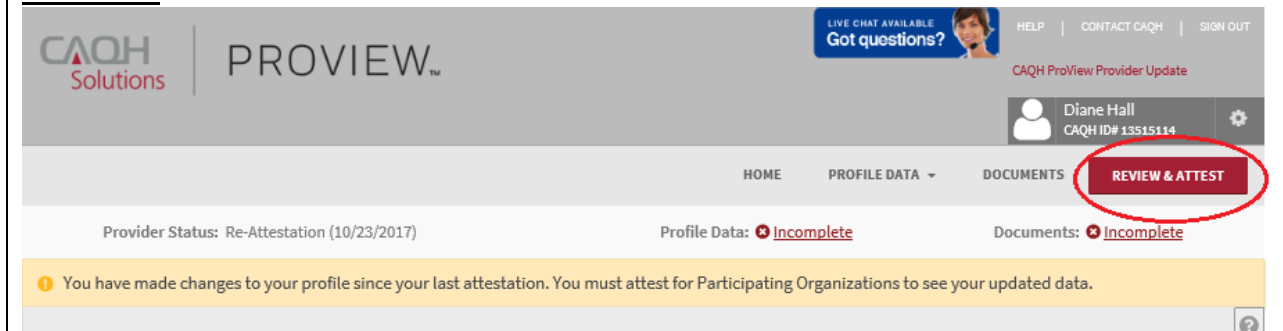 CAQH
Solutions
PROVIEW™
LIVE CHAT AVAILABLE
Got questions?
HELP | CONTACT CAQH | SIGN OUT
CAQH ProView Provider Update
Diane Hall
CAQH ID# 13515114
HOME PROFILE DATA DOCUMENTS REVIEW & ATTEST
Provider Status: Re-Attestation (10/23/2017) Profile Data: Incomplete Documents: Incomplete
You have made changes to your profile since your last attestation. You must attest for Participating Organizations to see your updated data.
?